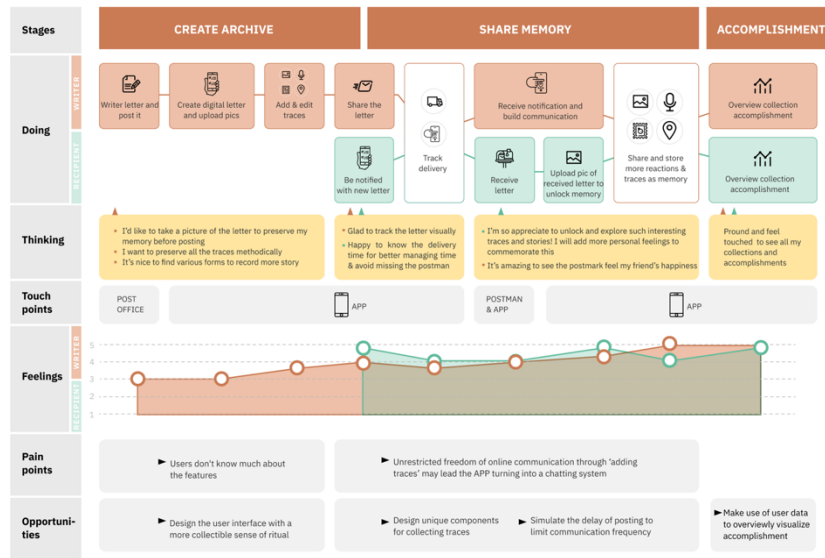 Stages
CREATE ARCHIVE
SHARE MEMORY
ACCOMPLISHMENT
Doing
WRITER
RECIPIENT
Writer letter and
post it
Create digital letter
and upload pics
Add & edit
traces
Share the
letter
Track
delivery
Receive notification and
build communication
Share and store
more reactions &
traces as memory
Overview collection
accomplishment
Be notified
with new letter
Receive
letter
Upload pic of
received letter to
unlock memory
Overview collection
accomplishment
Thinking
I'd like to take a picture of the letter to preserve my
memory before posting
I want to preserve all the traces methodically
It's nice to find various forms to record more story
Glad to track the letter visually
Happy to know the delivery
time for better managing time
& avoid missing the postman
I'm so appreciate to unlock and explore such interesting
traces and stories! I will add more personal feelings to
commemorate this
It's amazing to see the postmark feel my friend's happiness
Pround and feel
touched to see all my
collections and
accomplishments
Touch
points
POST
OFFICE
APP
POSTMAN
& APP
APP
Feelings
WRITER
RECIPIENT
5
4
3
2
1
Pain
points
Users don't know much about
the features
Unrestricted freedom of online communication through 'adding
traces' may lead the APP turning into a chatting system
Opportuni-
ties
Design the user interface with a
more collectible sense of ritual
Design unique components
for collecting traces
Simulate the delay of posting to
limit communication frequency
Make use of user data
to overviewly visualize
accomplishment